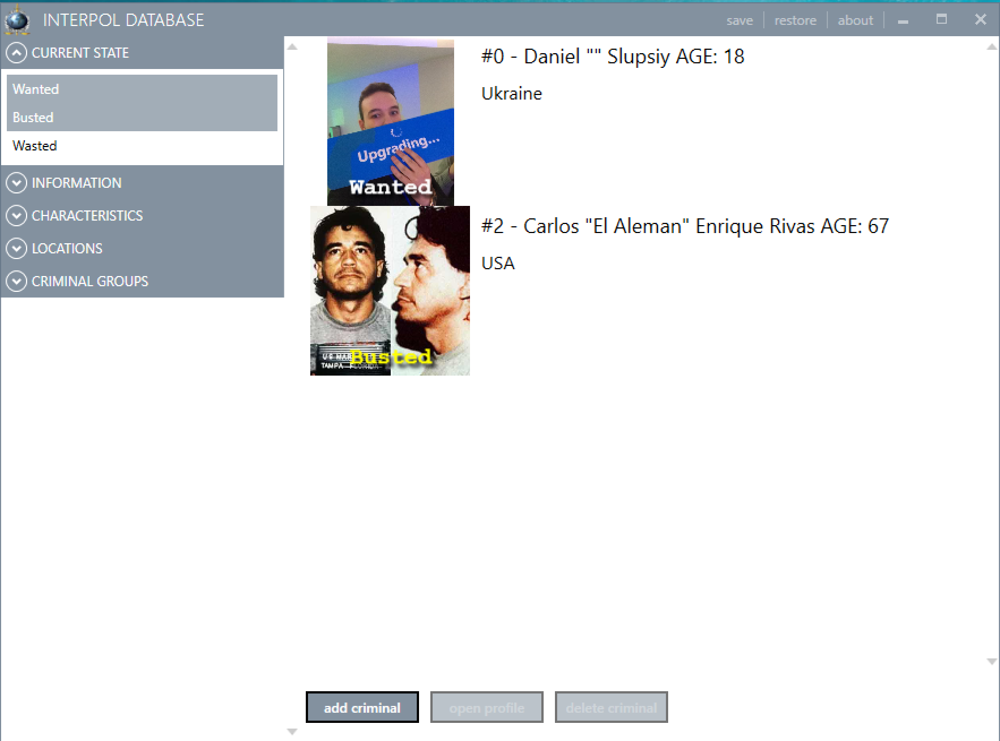 INTERPOL DATABASE
save
restore
about
CURRENT STATE
Wanted
Busted
Wasted
INFORMATION
CHARACTERISTICS
LOCATIONS
CRIMINAL GROUPS
#0 - Daniel "" Slupsiy AGE: 18
Ukraine
Upgrading...
Wanted
#2 - Carlos "El Aleman" Enrique Rivas AGE: 67
USA
Busted
TAMPA
add criminal
open profile
delete criminal